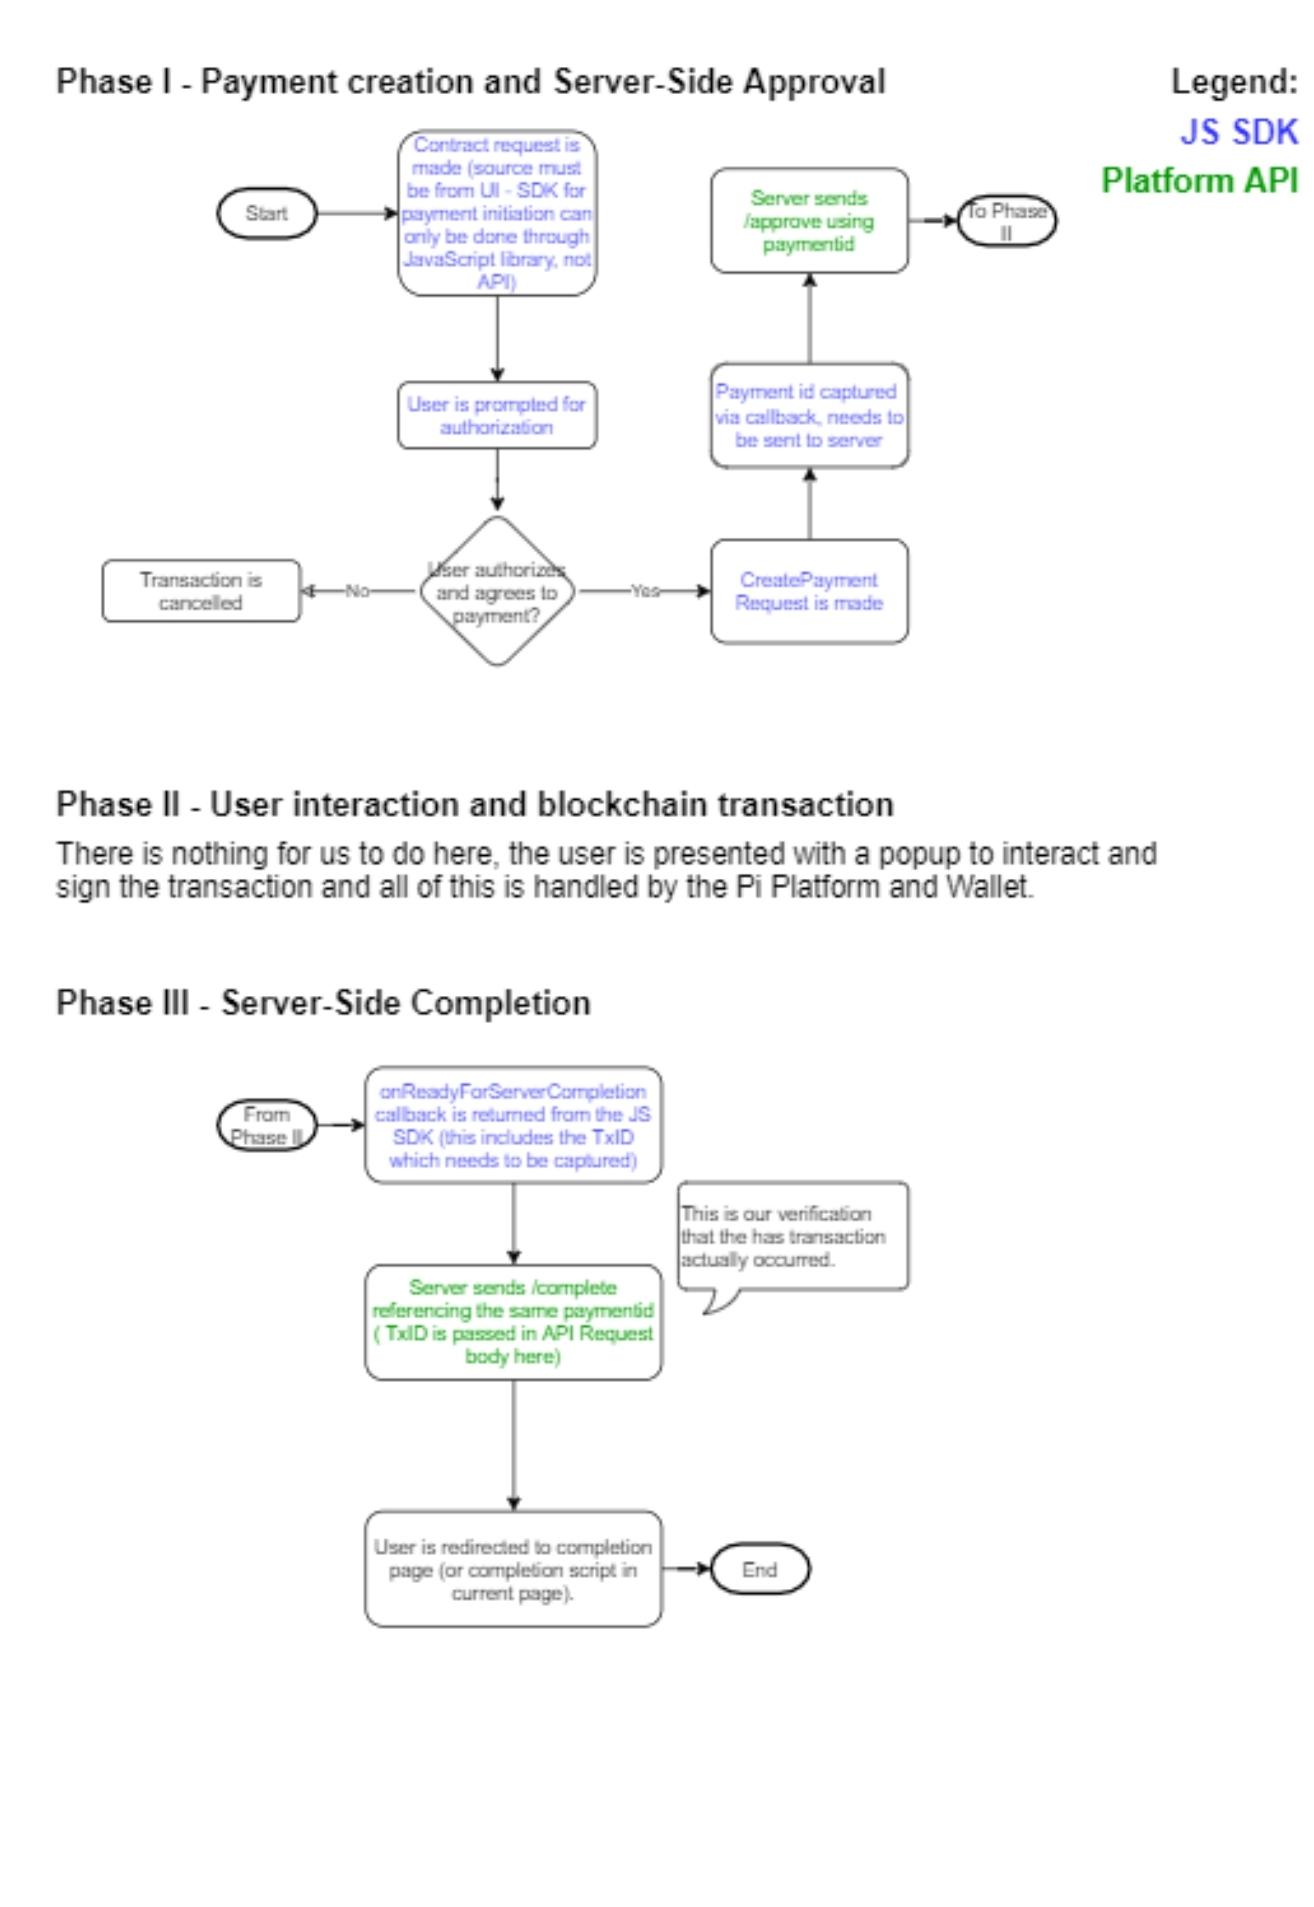 Phase I - Payment creation and Server-Side Approval
Legend:
JS SDK
Platform API
Start
Contract request is
made (source must
be from UI - SDK for
payment initiation can
only be done through
JavaScript library, not
API)
User is prompted for
authorization
User authorizes
and agrees to
payment?
No
Transaction is
cancelled
Yes
CreatePayment
Request is made
Payment id captured
via callback, needs to
be sent to server
Server sends
/approve using
paymentid
To Phase
II
Phase II - User interaction and blockchain transaction
There is nothing for us to do here, the user is presented with a popup to interact and
sign the transaction and all of this is handled by the Pi Platform and Wallet.
Phase III - Server-Side Completion
From
Phase II
onReadyForServerCompletion
callback is returned from the JS
SDK (this includes the TxID
which needs to be captured)
This is our verification
that the has transaction
actually occurred.
Server sends /complete
referencing the same paymentid
( TxID is passed in API Request
body here)
User is redirected to completion
page (or completion script in
current page).
End